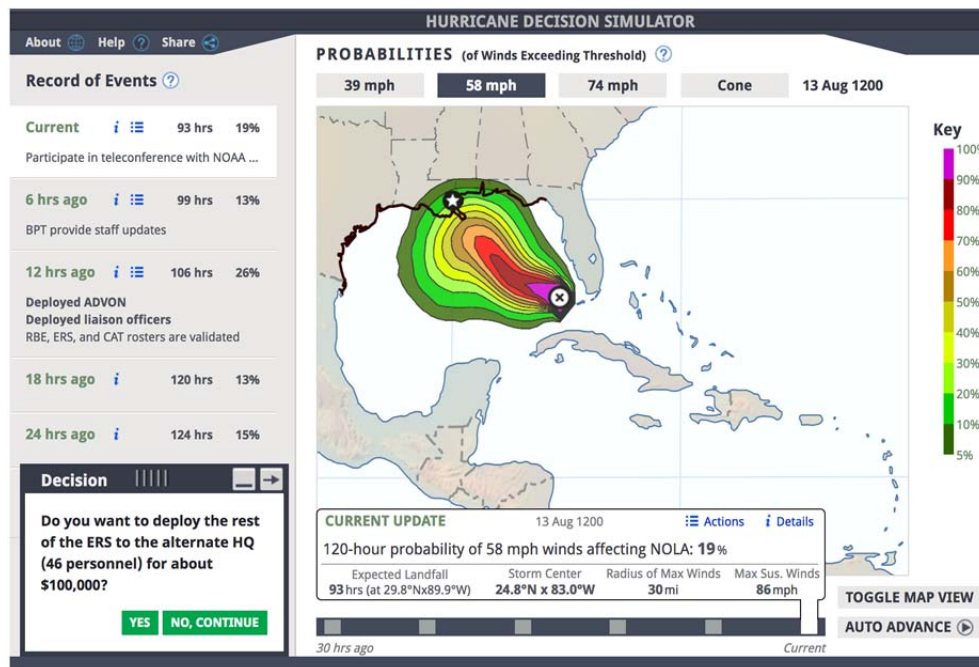 HURRICANE DECISION SIMULATOR
About Help Share
Record of Events
Current 93 hrs 19%
Participate in teleconference with NOAA ...
6 hrs ago 99 hrs 13%
BPT provide staff updates
12 hrs ago 106 hrs 26%
Deployed ADVON
Deployed liaison officers
RBE, ERS, and CAT rosters are validated
18 hrs ago 120 hrs 13%
24 hrs ago 124 hrs 15%
Decision
Do you want to deploy the rest
of the ERS to the alternate HQ
(46 personnel) for about
$100,000?
YES NO, CONTINUE
PROBABILITIES (of Winds Exceeding Threshold)
39 mph 58 mph 74 mph Cone 13 Aug 1200
Key
100%
90%
80%
70%
60%
50%
40%
30%
20%
10%
5%
CURRENT UPDATE 13 Aug 1200 Actions Details
120-hour probability of 58 mph winds affecting NOLA: 19%
Expected Landfall Storm Center Radius of Max Winds Max Sus. Winds
93 hrs (at 29.8°Nx89.9°W) 24.8°N x 83.0°W 30 mi 86 mph
30 hrs ago Current
TOGGLE MAP VIEW
AUTO ADVANCE